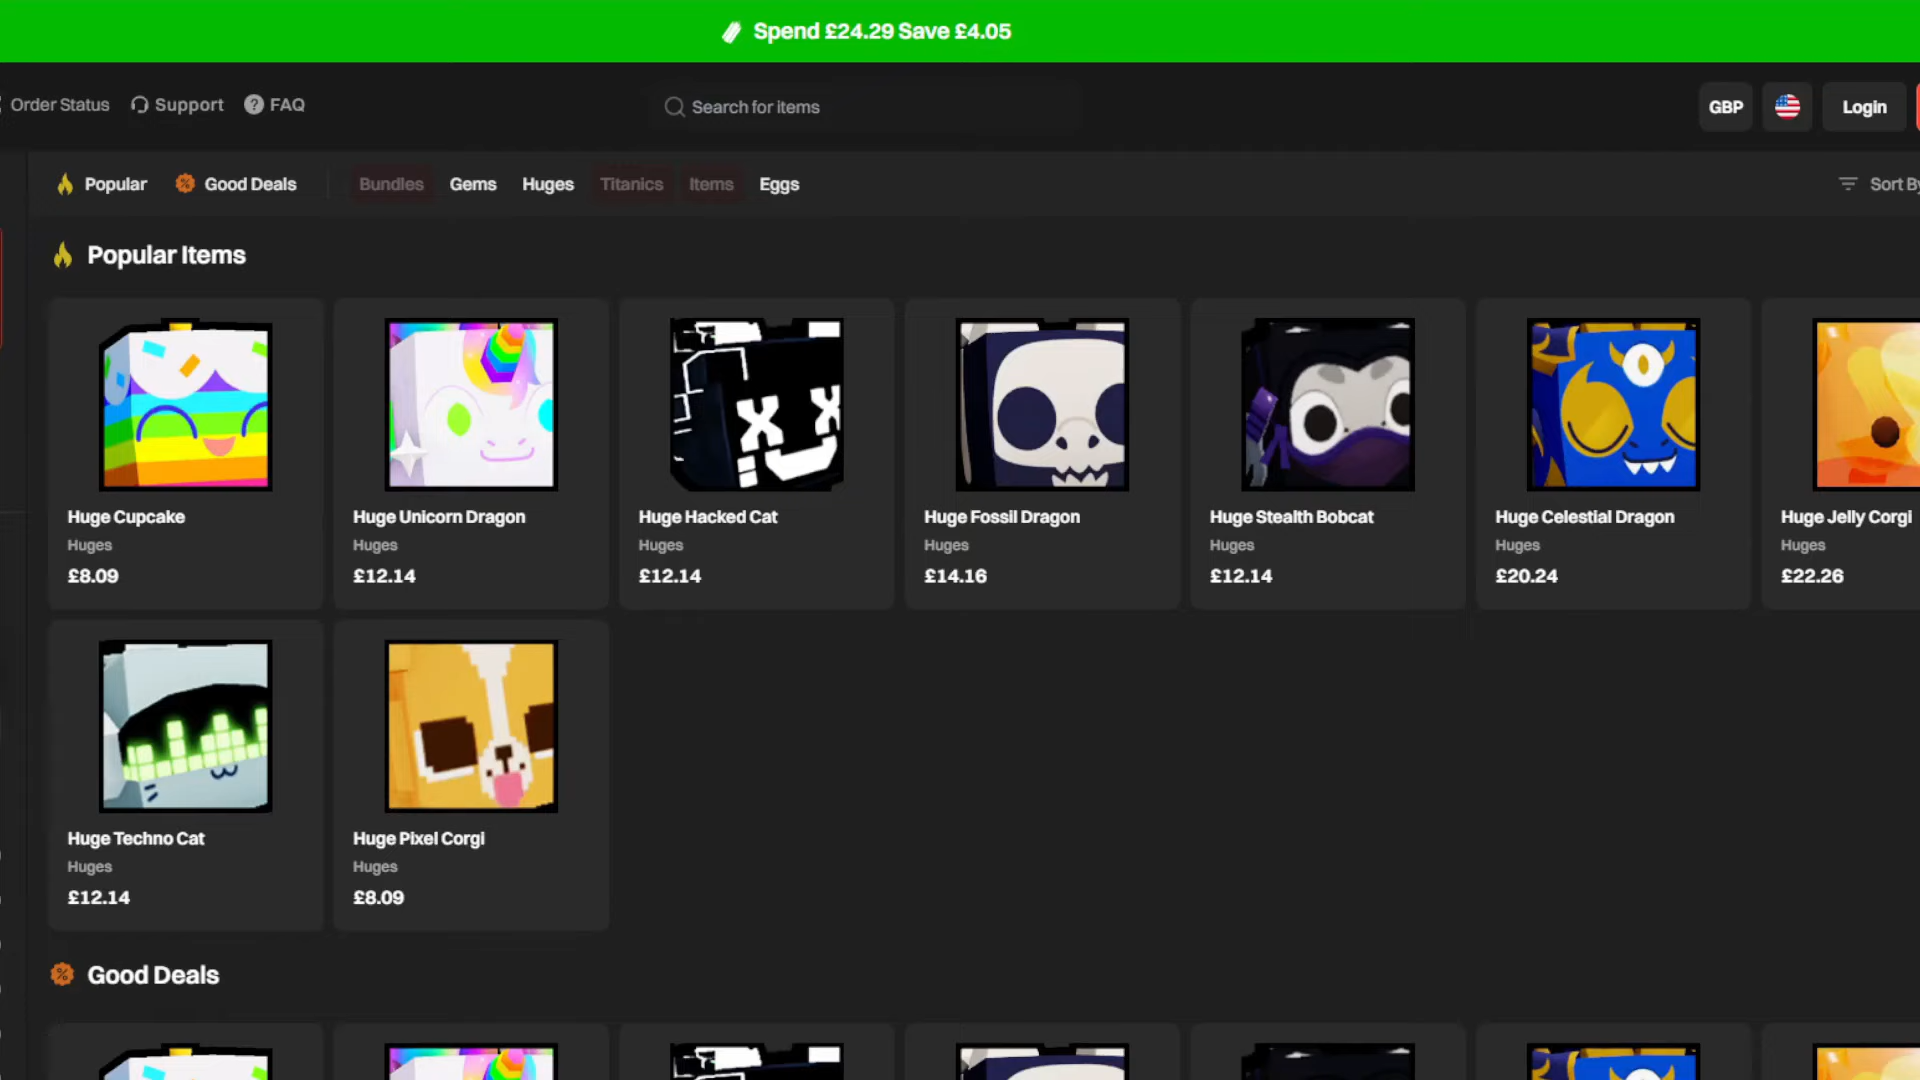 Spend £24.29 Save £4.05
Order Status Support FAQ
Search for items
GBP
Login
Popular Good Deals Bundles Gems Huges Titanics Items Eggs
Sort By
Popular Items
Huge Cupcake
Huges
£8.09
Huge Unicorn Dragon
Huges
£12.14
Huge Hacked Cat
Huges
£12.14
Huge Fossil Dragon
Huges
£14.16
Huge Stealth Bobcat
Huges
£12.14
Huge Celestial Dragon
Huges
£20.24
Huge Jelly Corgi
Huges
£22.26
Huge Techno Cat
Huges
£12.14
Huge Pixel Corgi
Huges
£8.09
Good Deals